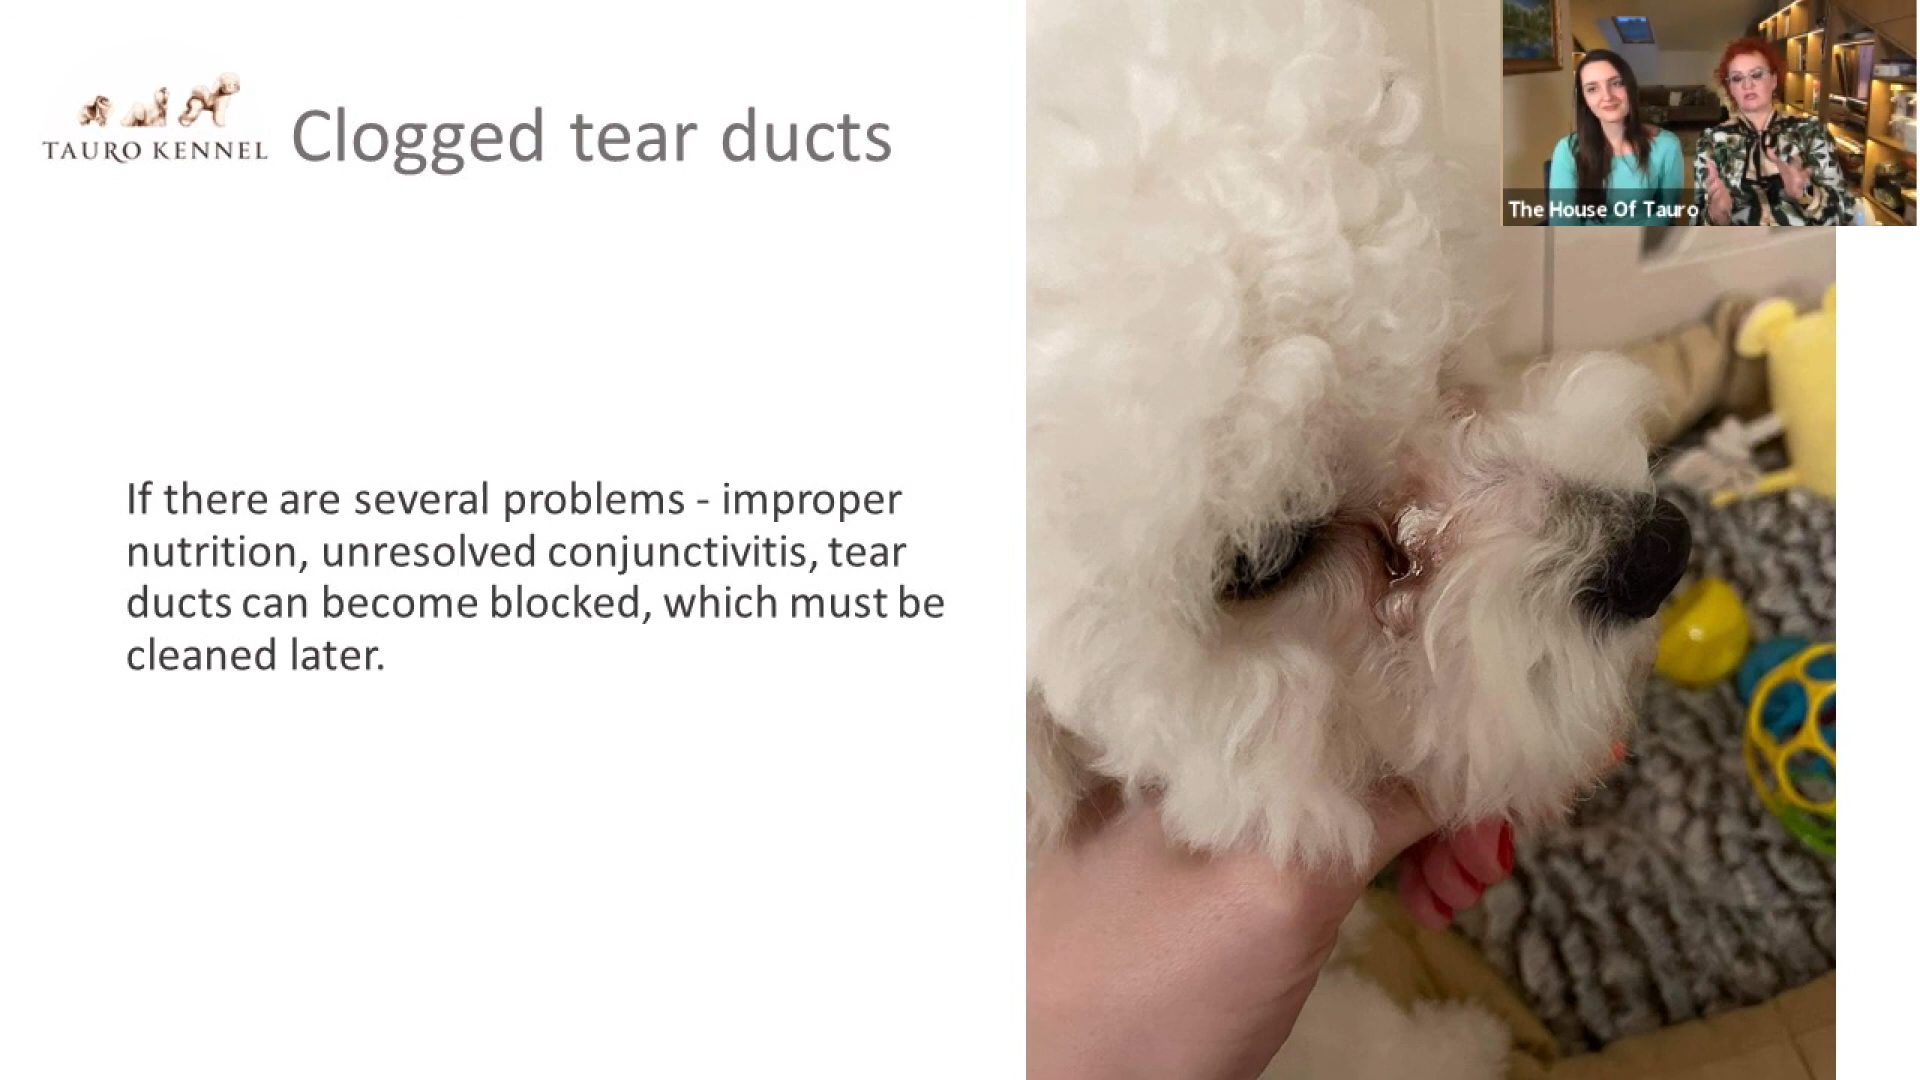 TAURO KENNEL
Clogged tear ducts
The House Of Tauro
If there are several problems - improper
nutrition, unresolved conjunctivitis, tear
ducts can become blocked, which must be
cleaned later.